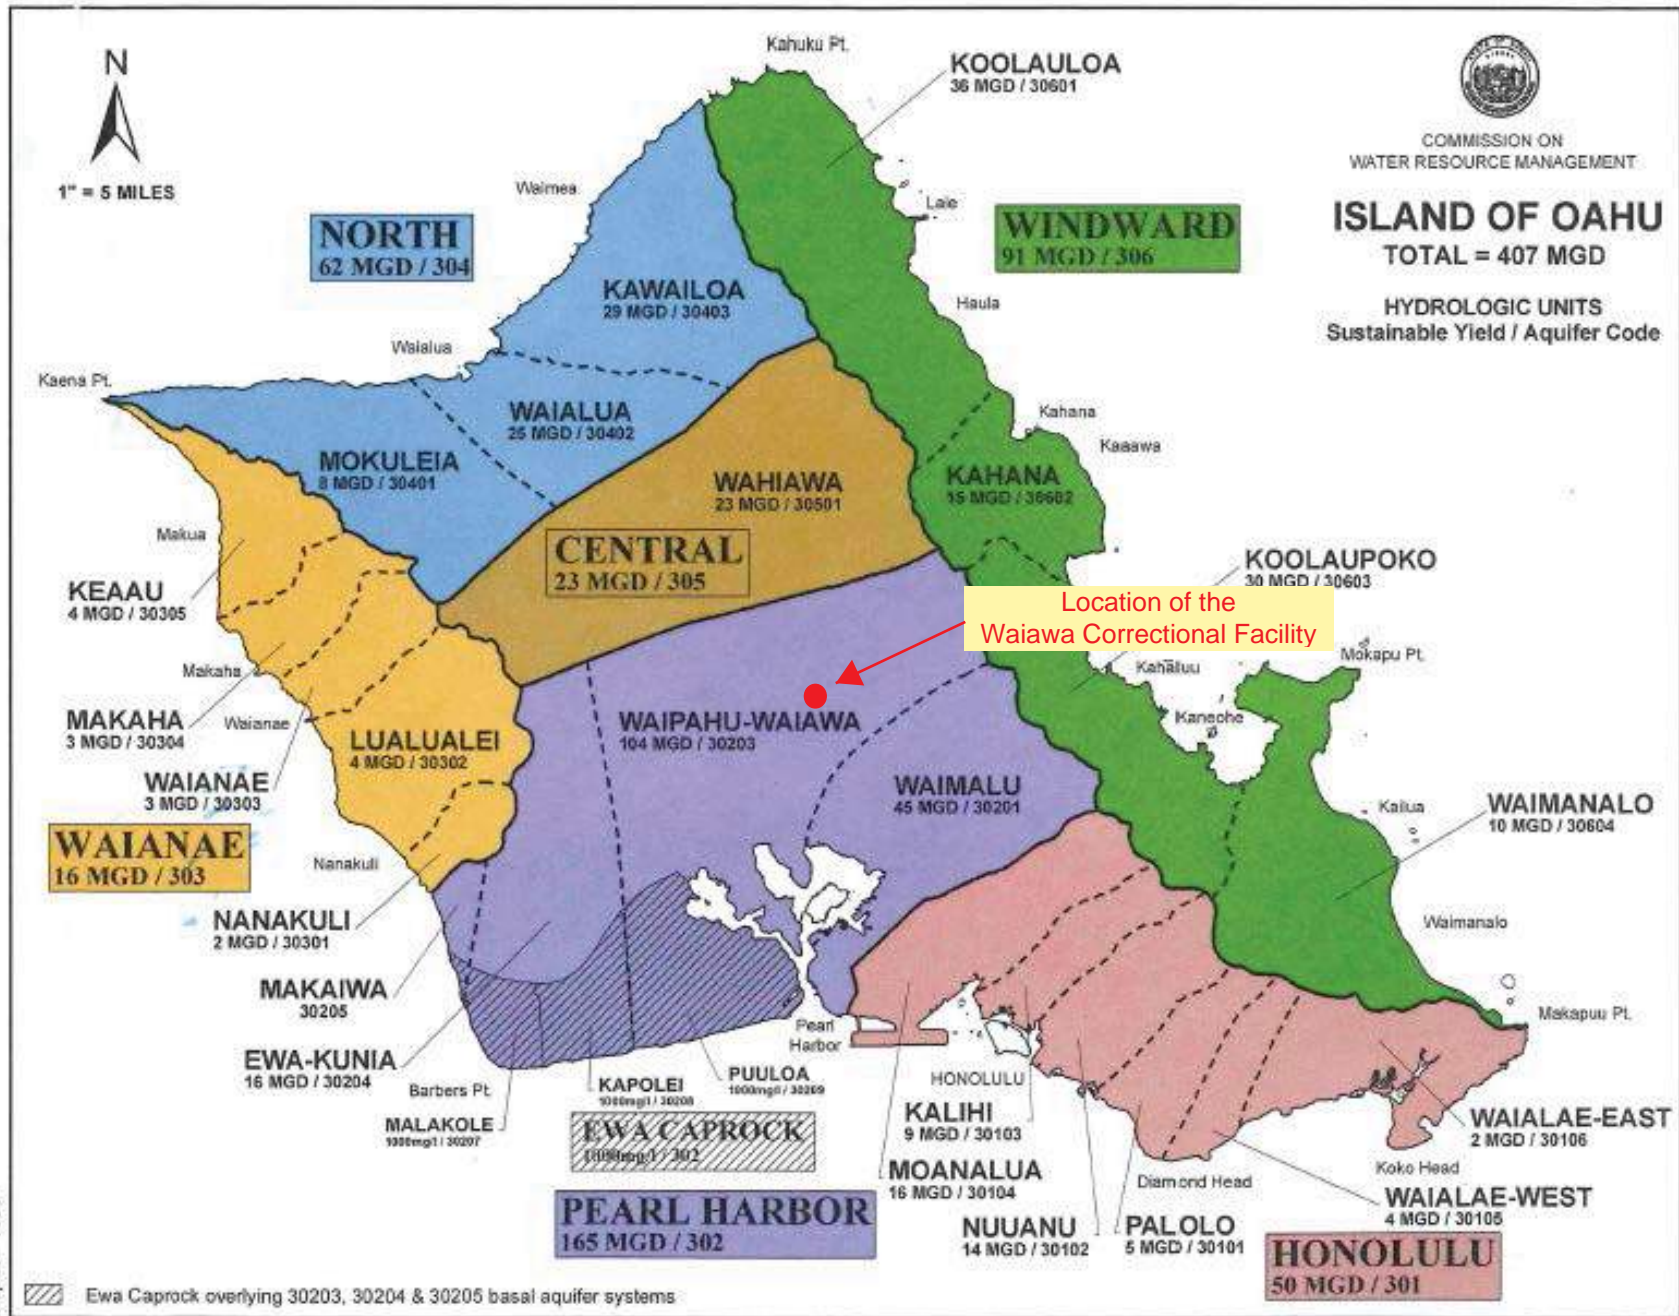 N
1" = 5 MILES
Kahuku Pt.
KOOLAULOA
36 MGD / 30601
COMMISSION ON
WATER RESOURCE MANAGEMENT
ISLAND OF OAHU
TOTAL = 407 MGD
HYDROLOGIC UNITS
Sustainable Yield / Aquifer Code
Waimea
Laie
NORTH
62 MGD / 304
WINDWARD
91 MGD / 306
KAWAILOA
29 MGD / 30403
Haula
Waialua
Kaena Pt.
WAIALUA
25 MGD / 30402
Kahana
Kaaawa
MOKULEIA
8 MGD / 30401
WAHIAWA
23 MGD / 30501
KAHANA
15 MGD / 30602
Makua
CENTRAL
23 MGD / 305
KOOLAUPOKO
30 MGD / 30603
KEAAU
4 MGD / 30305
Location of the
Waiawa Correctional Facility
Makaha
Kahaluu
Mokapu Pt.
MAKAHA
3 MGD / 30304
Waianae
Kaneohe
WAIPAHU-WAIAWA
104 MGD / 30203
LUALUALEI
4 MGD / 30302
WAIANAE
3 MGD / 30303
WAIMALU
45 MGD / 30201
Kailua
WAIMANALO
10 MGD / 30604
WAIANAE
16 MGD / 303
Nanakuli
NANAKULI
2 MGD / 30301
Waimanalo
MAKAIWA
30205
Makapuu Pt.
Pearl
Harbor
EWA-KUNIA
16 MGD / 30204
Barbers Pt.
KAPOLEI
1000mg/l / 30208
PUULOA
1000mg/l / 30209
HONOLULU
MALAKOLE
1000mg/l / 30207
EWA CAPROCK
1000mg/l / 302
KALIHI
9 MGD / 30103
WAIALAE-EAST
2 MGD / 30106
MOANALUA
16 MGD / 30104
Diamond Head
Koko Head
WAIALAE-WEST
4 MGD / 30105
PEARL HARBOR
165 MGD / 302
NUUANU
14 MGD / 30102
PALOLO
5 MGD / 30101
HONOLULU
50 MGD / 301
Ewa Caprock overlying 30203, 30204 & 30205 basal aquifer systems